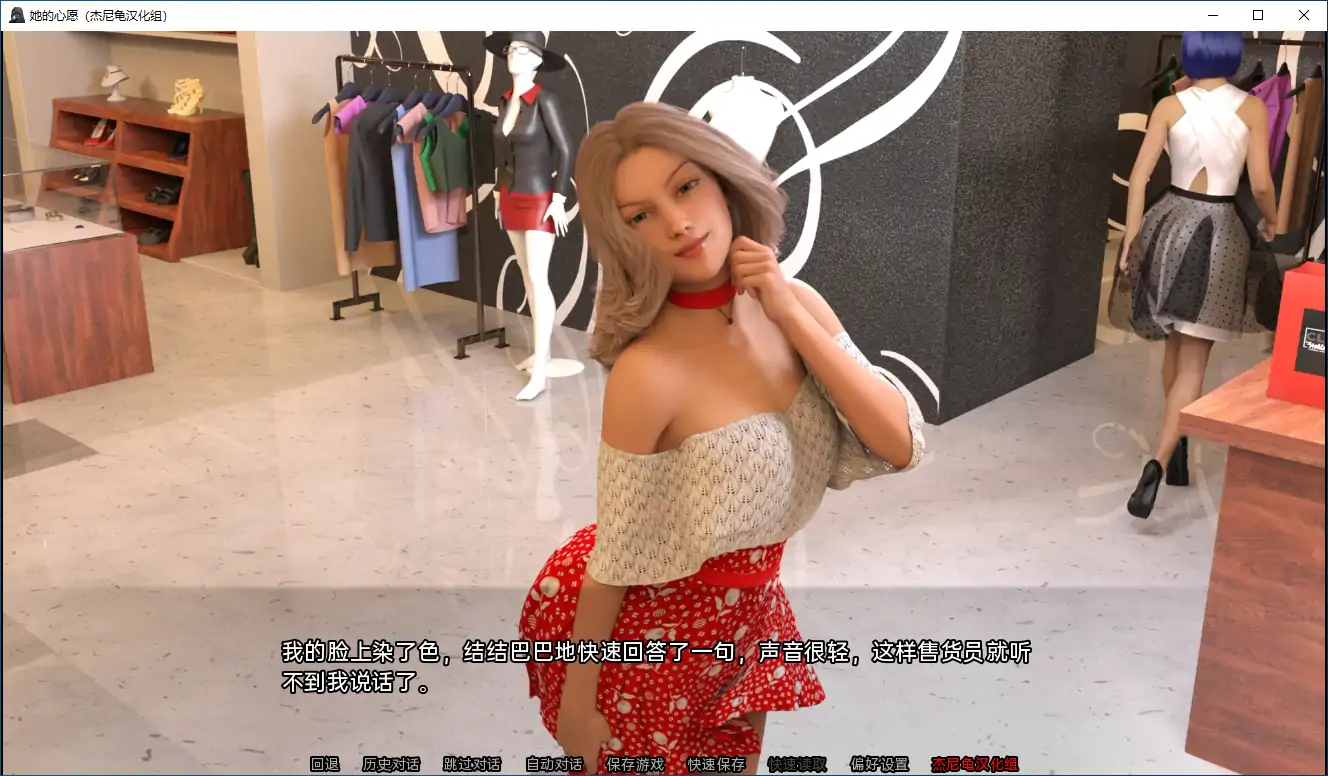 她的心愿（杰尼龟汉化组）
我的脸上染了色，结结巴巴地快速回答了一句，声音很轻，这样售货员就听
不到我说话了。
回退 历史对话 跳过对话 自动对话 保存游戏 快速保存 快速读取 偏好设置 杰尼龟汉化组